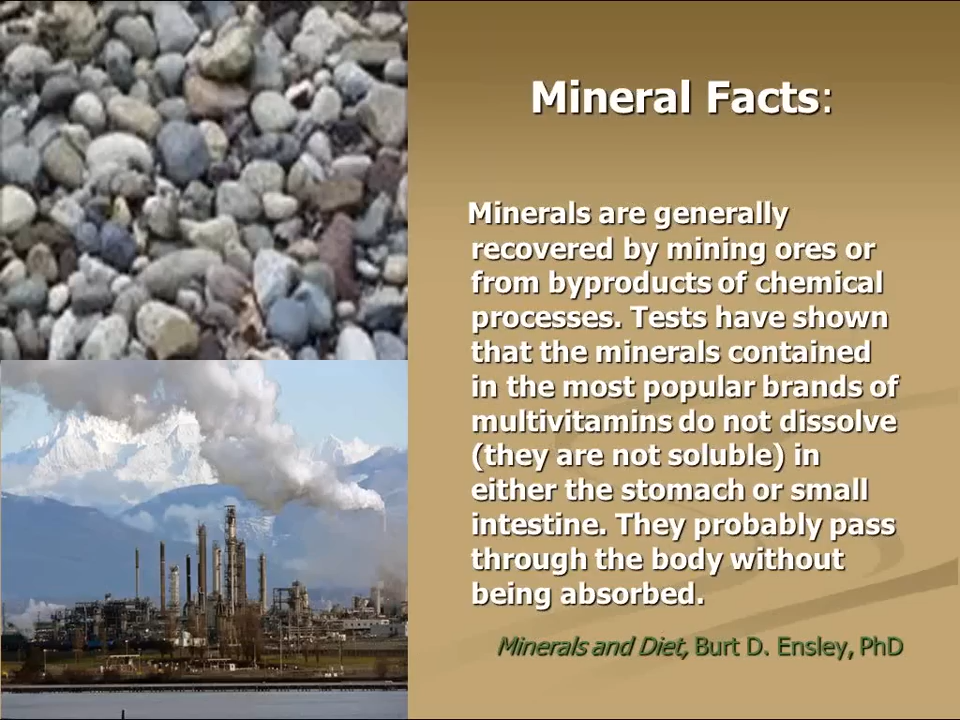 Mineral Facts:
Minerals are generally
recovered by mining ores or
from byproducts of chemical
processes. Tests have shown
that the minerals contained
in the most popular brands of
multivitamins do not dissolve
(they are not soluble) in
either the stomach or small
intestine. They probably pass
through the body without
being absorbed.
Minerals and Diet, Burt D. Ensley, PhD